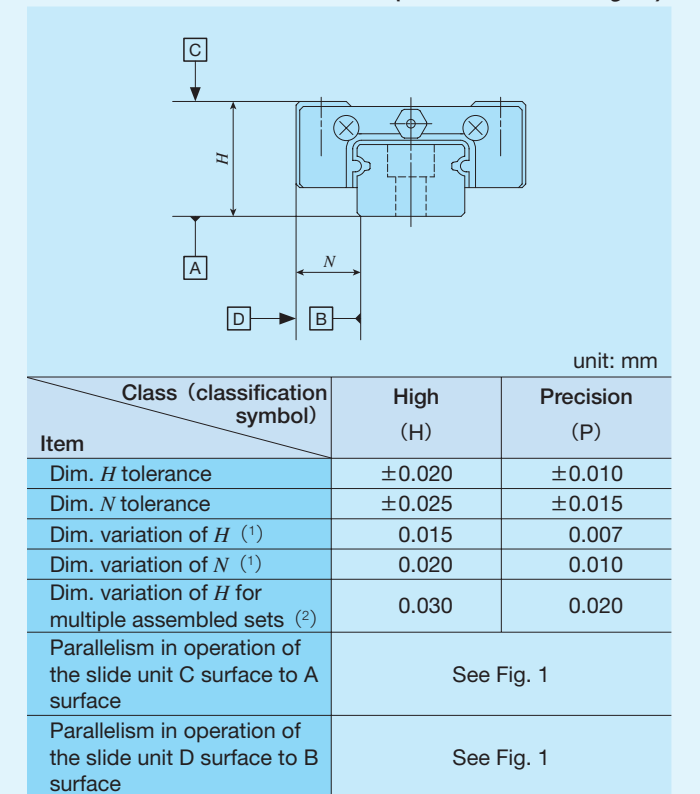 C
H
A
N
D
B
unit: mm
Class（classification
symbol）
Item
High
（H）
Precision
（P）
Dim. H tolerance
±0.020
±0.010
Dim. N tolerance
±0.025
±0.015
Dim. variation of H （¹）
0.015
0.007
Dim. variation of N （¹）
0.020
0.010
Dim. variation of H for
multiple assembled sets （²）
0.030
0.020
Parallelism in operation of
the slide unit C surface to A
surface
See Fig. 1
Parallelism in operation of
the slide unit D surface to B
surface
See Fig. 1